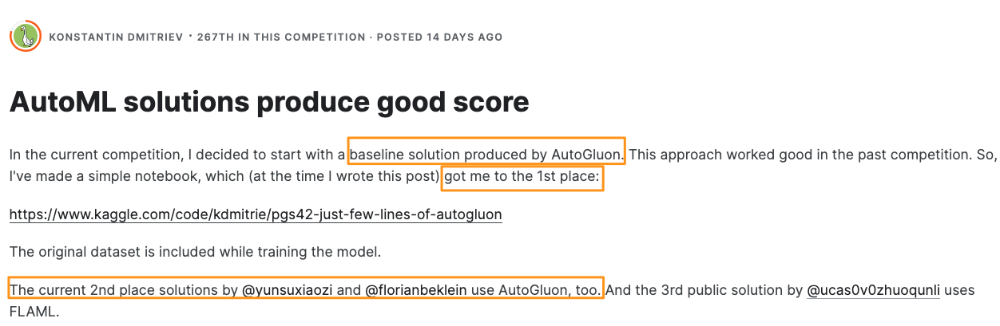 KONSTANTIN DMITRIEV · 267TH IN THIS COMPETITION · POSTED 14 DAYS AGO
AutoML solutions produce good score
In the current competition, I decided to start with a baseline solution produced by AutoGluon. This approach worked good in the past competition. So,
I've made a simple notebook, which (at the time I wrote this post) got me to the 1st place:
https://www.kaggle.com/code/kdmitrie/pgs42-just-few-lines-of-autogluon
The original dataset is included while training the model.
The current 2nd place solutions by @yunsuxiaozi and @florianbeklein use AutoGluon, too. And the 3rd public solution by @ucas0v0zhuoqunli uses
FLAML.